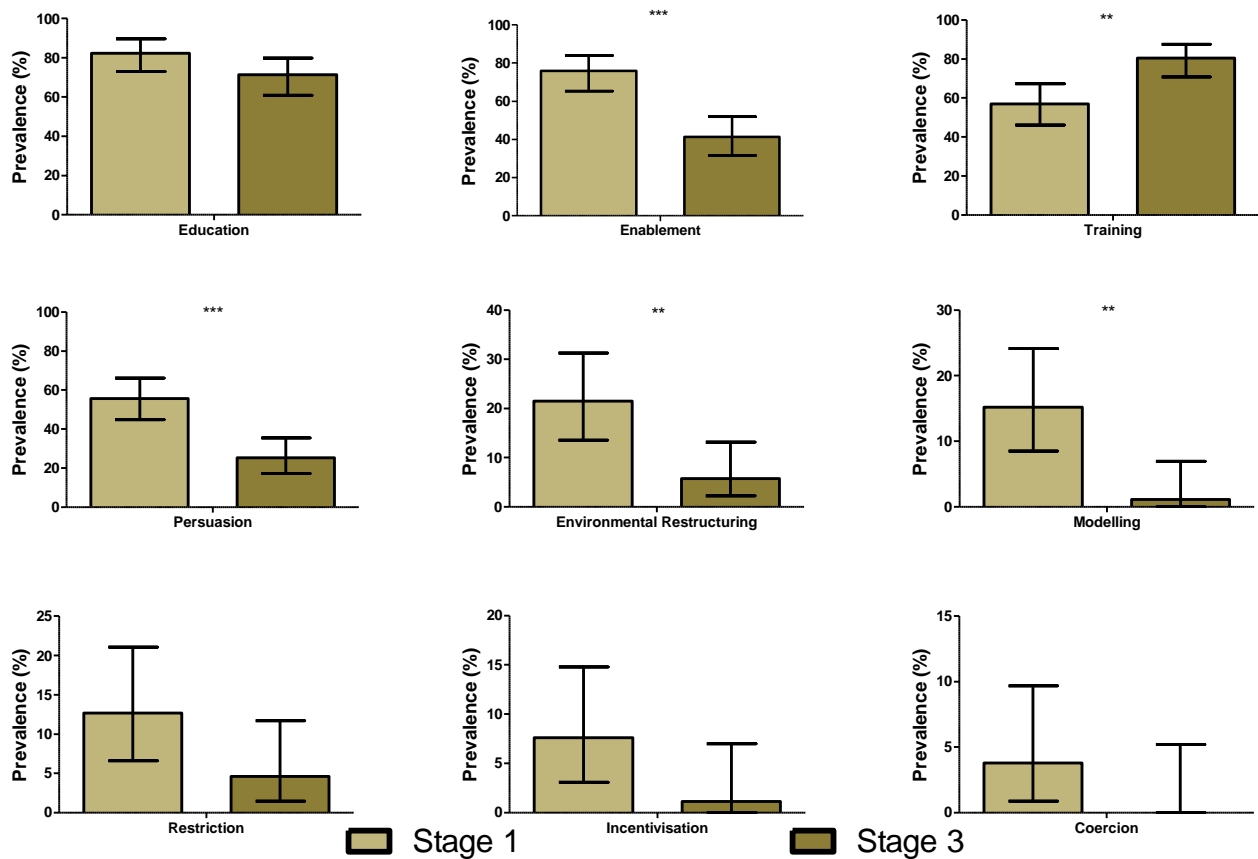 Prevalence (%)
100
80
60
40
20
0
Education
***
Prevalence (%)
100
80
60
40
20
0
Enablement
**
Prevalence (%)
100
80
60
40
20
0
Training
***
Prevalence (%)
100
80
60
40
20
0
Persuasion
**
Prevalence (%)
40
30
20
10
0
Environmental Restructuring
**
Prevalence (%)
30
20
10
0
Modelling
Prevalence (%)
25
20
15
10
5
0
Restriction
Prevalence (%)
20
15
10
5
0
Incentivisation
Prevalence (%)
15
10
5
0
Coercion
Stage 1
Stage 3